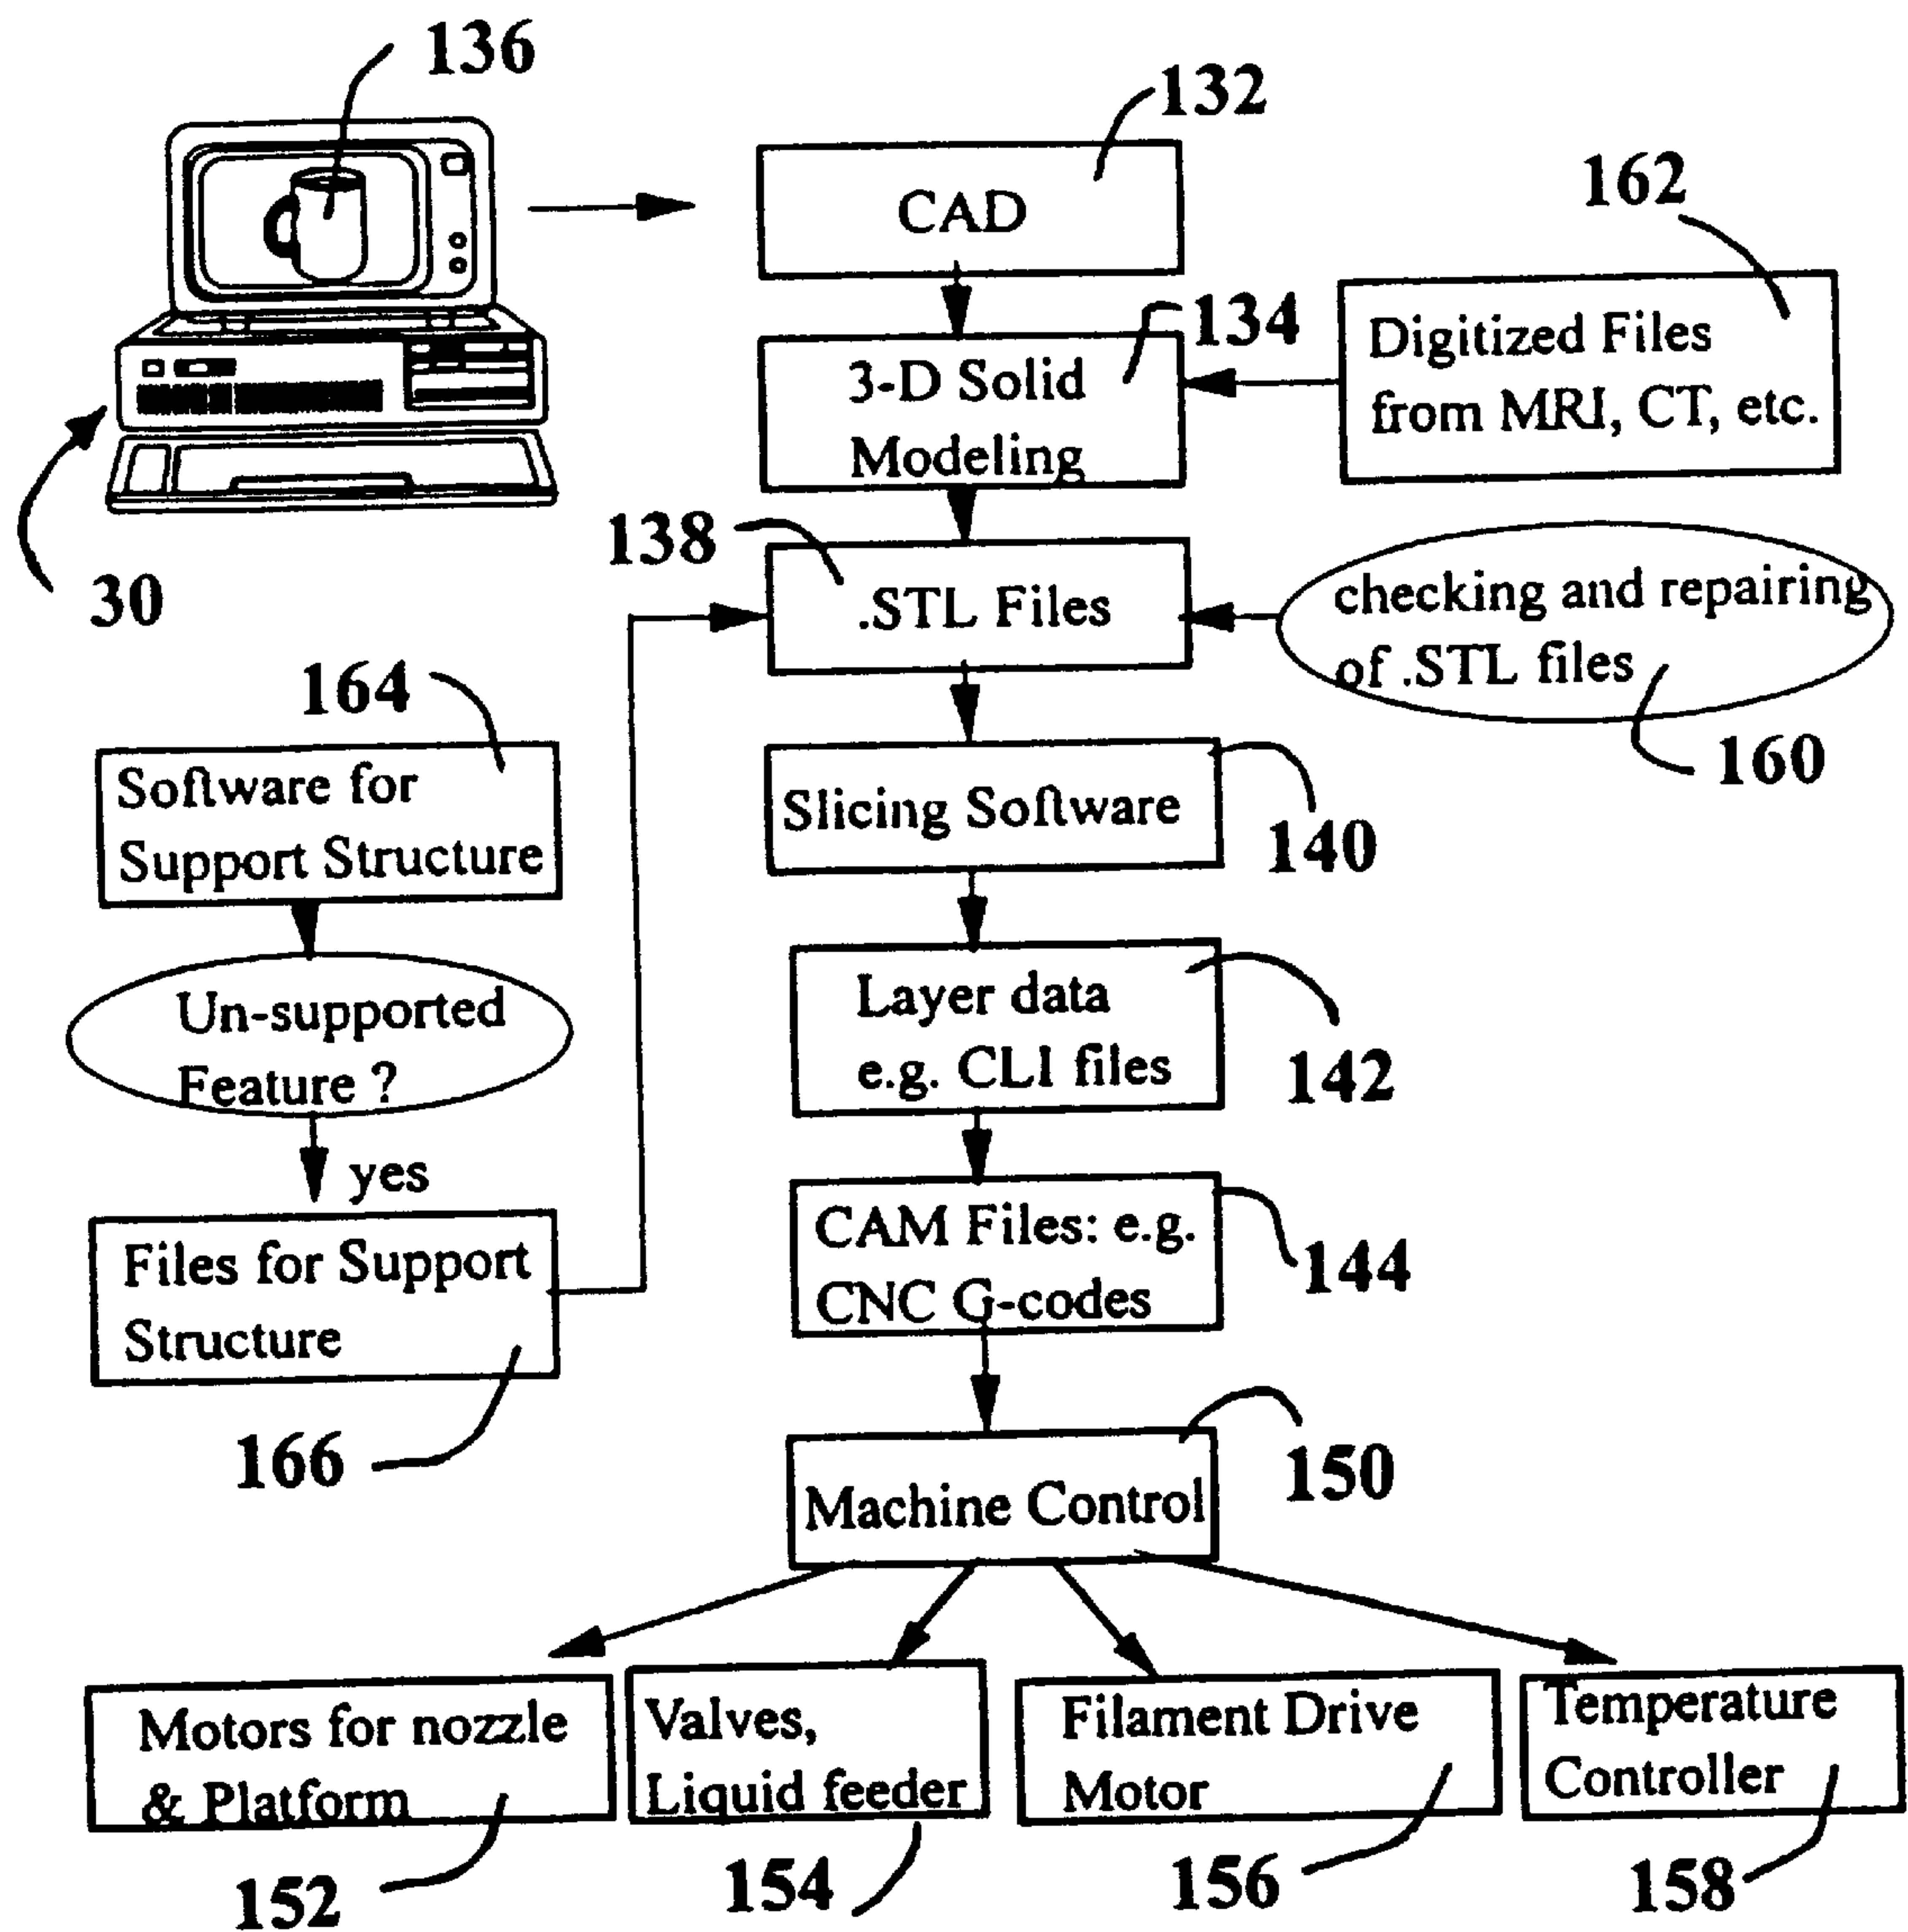 136
132
CAD
162
134
3-D Solid
Modeling
Digitized Files
from MRI, CT, etc.
30
138
.STL Files
checking and repairing
of .STL files
160
164
Software for
Support Structure
Slicing Software
140
Un-supported
Feature ?
yes
Layer data
e.g. CLI files
142
Files for Support
Structure
166
CAM Files: e.g.
CNC G-codes
144
150
Machine Control
Motors for nozzle
& Platform
152
Valves,
Liquid feeder
154
Filament Drive
Motor
156
Temperature
Controller
158